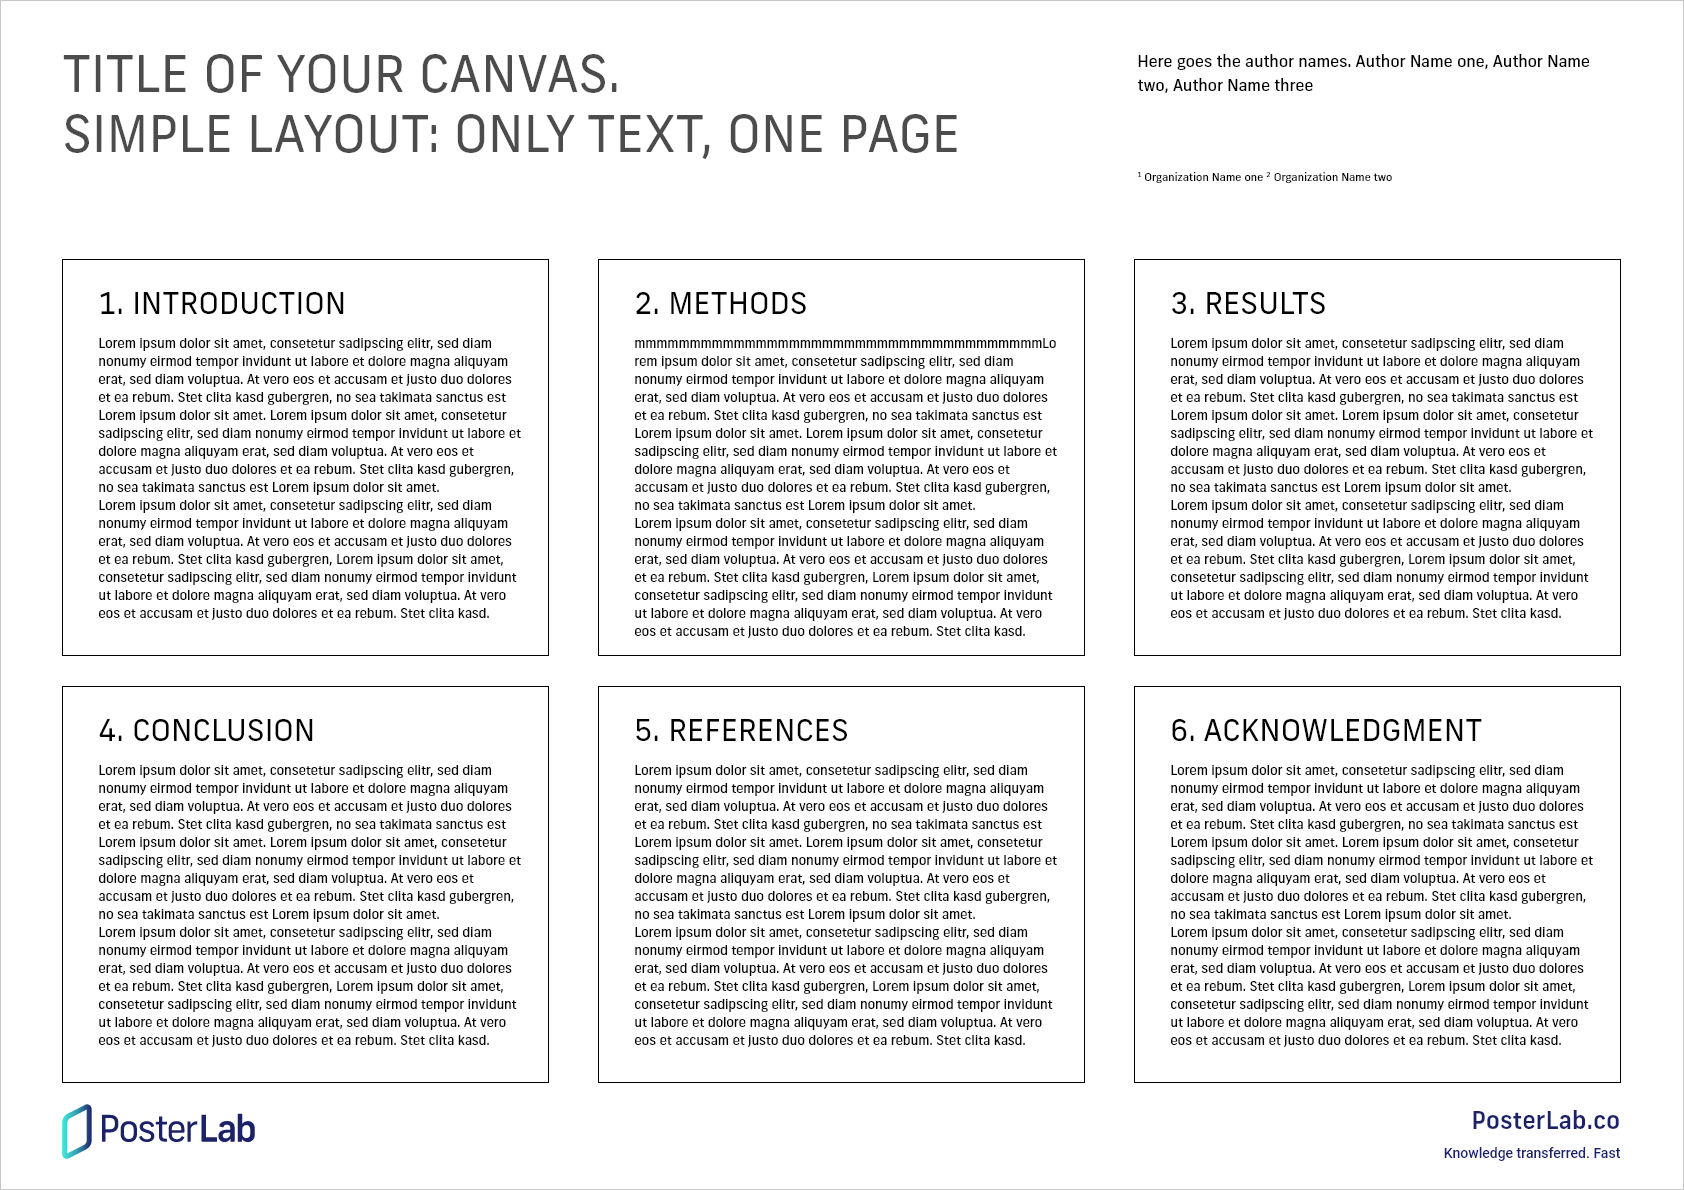 TITLE OF YOUR CANVAS.
SIMPLE LAYOUT: ONLY TEXT, ONE PAGE
Here goes the author names. Author Name one, Author Name
two, Author Name three
¹ Organization Name one ² Organization Name two
1. INTRODUCTION
Lorem ipsum dolor sit amet, consetetur sadipscing elitr, sed diam
nonumy eirmod tempor invidunt ut labore et dolore magna aliquyam
erat, sed diam voluptua. At vero eos et accusam et justo duo dolores
et ea rebum. Stet clita kasd gubergren, no sea takimata sanctus est
Lorem ipsum dolor sit amet. Lorem ipsum dolor sit amet, consetetur
sadipscing elitr, sed diam nonumy eirmod tempor invidunt ut labore et
dolore magna aliquyam erat, sed diam voluptua. At vero eos et
accusam et justo duo dolores et ea rebum. Stet clita kasd gubergren,
no sea takimata sanctus est Lorem ipsum dolor sit amet.
Lorem ipsum dolor sit amet, consetetur sadipscing elitr, sed diam
nonumy eirmod tempor invidunt ut labore et dolore magna aliquyam
erat, sed diam voluptua. At vero eos et accusam et justo duo dolores
et ea rebum. Stet clita kasd gubergren, Lorem ipsum dolor sit amet,
consetetur sadipscing elitr, sed diam nonumy eirmod tempor invidunt
ut labore et dolore magna aliquyam erat, sed diam voluptua. At vero
eos et accusam et justo duo dolores et ea rebum. Stet clita kasd.
2. METHODS
mmmmmmmmmmmmmmmmmmmmmmmmmmmmmmmmmmmmmLo
rem ipsum dolor sit amet, consetetur sadipscing elitr, sed diam
nonumy eirmod tempor invidunt ut labore et dolore magna aliquyam
erat, sed diam voluptua. At vero eos et accusam et justo duo dolores
et ea rebum. Stet clita kasd gubergren, no sea takimata sanctus est
Lorem ipsum dolor sit amet. Lorem ipsum dolor sit amet, consetetur
sadipscing elitr, sed diam nonumy eirmod tempor invidunt ut labore et
dolore magna aliquyam erat, sed diam voluptua. At vero eos et
accusam et justo duo dolores et ea rebum. Stet clita kasd gubergren,
no sea takimata sanctus est Lorem ipsum dolor sit amet.
Lorem ipsum dolor sit amet, consetetur sadipscing elitr, sed diam
nonumy eirmod tempor invidunt ut labore et dolore magna aliquyam
erat, sed diam voluptua. At vero eos et accusam et justo duo dolores
et ea rebum. Stet clita kasd gubergren, Lorem ipsum dolor sit amet,
consetetur sadipscing elitr, sed diam nonumy eirmod tempor invidunt
ut labore et dolore magna aliquyam erat, sed diam voluptua. At vero
eos et accusam et justo duo dolores et ea rebum. Stet clita kasd.
3. RESULTS
Lorem ipsum dolor sit amet, consetetur sadipscing elitr, sed diam
nonumy eirmod tempor invidunt ut labore et dolore magna aliquyam
erat, sed diam voluptua. At vero eos et accusam et justo duo dolores
et ea rebum. Stet clita kasd gubergren, no sea takimata sanctus est
Lorem ipsum dolor sit amet. Lorem ipsum dolor sit amet, consetetur
sadipscing elitr, sed diam nonumy eirmod tempor invidunt ut labore et
dolore magna aliquyam erat, sed diam voluptua. At vero eos et
accusam et justo duo dolores et ea rebum. Stet clita kasd gubergren,
no sea takimata sanctus est Lorem ipsum dolor sit amet.
Lorem ipsum dolor sit amet, consetetur sadipscing elitr, sed diam
nonumy eirmod tempor invidunt ut labore et dolore magna aliquyam
erat, sed diam voluptua. At vero eos et accusam et justo duo dolores
et ea rebum. Stet clita kasd gubergren, Lorem ipsum dolor sit amet,
consetetur sadipscing elitr, sed diam nonumy eirmod tempor invidunt
ut labore et dolore magna aliquyam erat, sed diam voluptua. At vero
eos et accusam et justo duo dolores et ea rebum. Stet clita kasd.
4. CONCLUSION
Lorem ipsum dolor sit amet, consetetur sadipscing elitr, sed diam
nonumy eirmod tempor invidunt ut labore et dolore magna aliquyam
erat, sed diam voluptua. At vero eos et accusam et justo duo dolores
et ea rebum. Stet clita kasd gubergren, no sea takimata sanctus est
Lorem ipsum dolor sit amet. Lorem ipsum dolor sit amet, consetetur
sadipscing elitr, sed diam nonumy eirmod tempor invidunt ut labore et
dolore magna aliquyam erat, sed diam voluptua. At vero eos et
accusam et justo duo dolores et ea rebum. Stet clita kasd gubergren,
no sea takimata sanctus est Lorem ipsum dolor sit amet.
Lorem ipsum dolor sit amet, consetetur sadipscing elitr, sed diam
nonumy eirmod tempor invidunt ut labore et dolore magna aliquyam
erat, sed diam voluptua. At vero eos et accusam et justo duo dolores
et ea rebum. Stet clita kasd gubergren, Lorem ipsum dolor sit amet,
consetetur sadipscing elitr, sed diam nonumy eirmod tempor invidunt
ut labore et dolore magna aliquyam erat, sed diam voluptua. At vero
eos et accusam et justo duo dolores et ea rebum. Stet clita kasd.
5. REFERENCES
Lorem ipsum dolor sit amet, consetetur sadipscing elitr, sed diam
nonumy eirmod tempor invidunt ut labore et dolore magna aliquyam
erat, sed diam voluptua. At vero eos et accusam et justo duo dolores
et ea rebum. Stet clita kasd gubergren, no sea takimata sanctus est
Lorem ipsum dolor sit amet. Lorem ipsum dolor sit amet, consetetur
sadipscing elitr, sed diam nonumy eirmod tempor invidunt ut labore et
dolore magna aliquyam erat, sed diam voluptua. At vero eos et
accusam et justo duo dolores et ea rebum. Stet clita kasd gubergren,
no sea takimata sanctus est Lorem ipsum dolor sit amet.
Lorem ipsum dolor sit amet, consetetur sadipscing elitr, sed diam
nonumy eirmod tempor invidunt ut labore et dolore magna aliquyam
erat, sed diam voluptua. At vero eos et accusam et justo duo dolores
et ea rebum. Stet clita kasd gubergren, Lorem ipsum dolor sit amet,
consetetur sadipscing elitr, sed diam nonumy eirmod tempor invidunt
ut labore et dolore magna aliquyam erat, sed diam voluptua. At vero
eos et accusam et justo duo dolores et ea rebum. Stet clita kasd.
6. ACKNOWLEDGMENT
Lorem ipsum dolor sit amet, consetetur sadipscing elitr, sed diam
nonumy eirmod tempor invidunt ut labore et dolore magna aliquyam
erat, sed diam voluptua. At vero eos et accusam et justo duo dolores
et ea rebum. Stet clita kasd gubergren, no sea takimata sanctus est
Lorem ipsum dolor sit amet. Lorem ipsum dolor sit amet, consetetur
sadipscing elitr, sed diam nonumy eirmod tempor invidunt ut labore et
dolore magna aliquyam erat, sed diam voluptua. At vero eos et
accusam et justo duo dolores et ea rebum. Stet clita kasd gubergren,
no sea takimata sanctus est Lorem ipsum dolor sit amet.
Lorem ipsum dolor sit amet, consetetur sadipscing elitr, sed diam
nonumy eirmod tempor invidunt ut labore et dolore magna aliquyam
erat, sed diam voluptua. At vero eos et accusam et justo duo dolores
et ea rebum. Stet clita kasd gubergren, Lorem ipsum dolor sit amet,
consetetur sadipscing elitr, sed diam nonumy eirmod tempor invidunt
ut labore et dolore magna aliquyam erat, sed diam voluptua. At vero
eos et accusam et justo duo dolores et ea rebum. Stet clita kasd.
PosterLab
PosterLab.co
Knowledge transferred. Fast